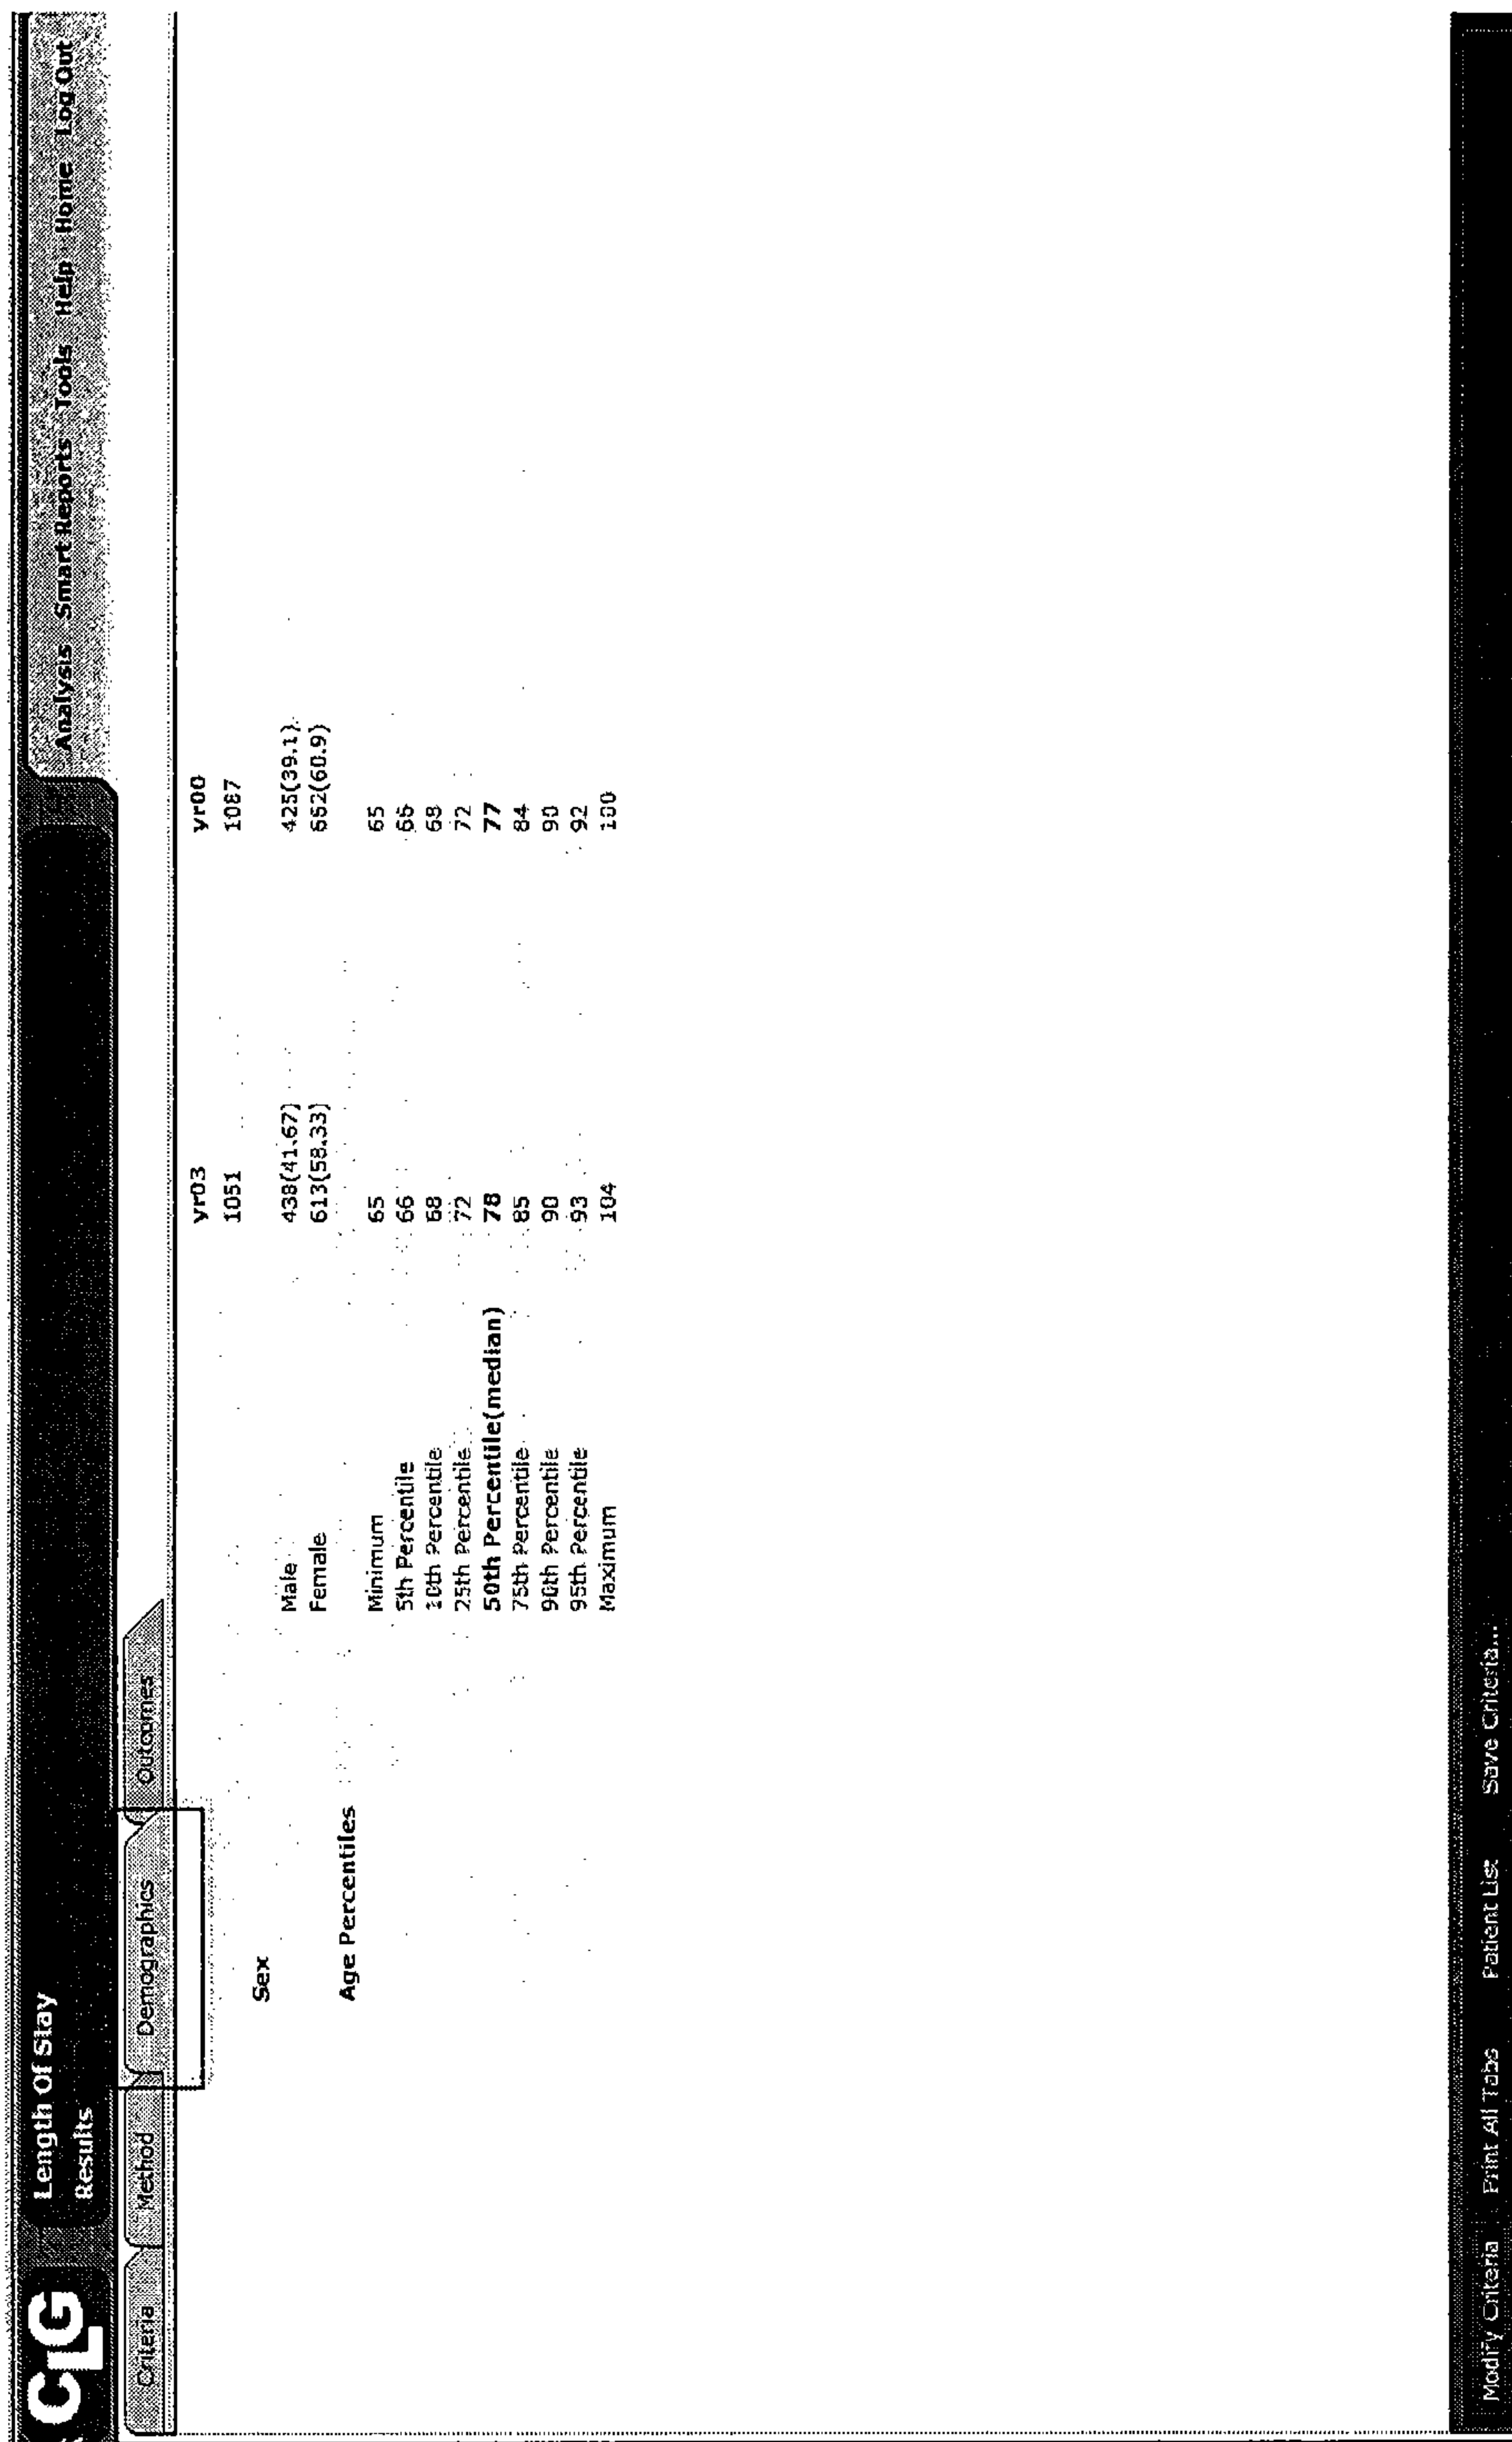 CLG
Length Of Stay
Results
Analysis Smart Reports Tools Help Home Log Out
Criteria Method Demographics Outcomes
yr03 yr00
1051 1087
Sex
Male 438(41.67) 425(39.1)
Female 613(58.33) 662(60.9)
Age Percentiles
Minimum 65 65
5th Percentile 66 66
10th Percentile 68 68
25th Percentile 72 72
50th Percentile(median) 78 77
75th Percentile 85 84
90th Percentile 90 90
95th Percentile 93 92
Maximum 104 100
Modify Criteria Print All Tabs Patient List Save Criteria...